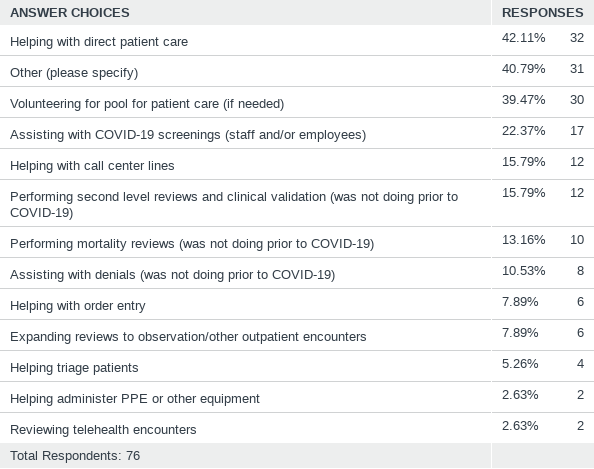 ANSWER CHOICES RESPONSES
Helping with direct patient care 42.11% 32
Other (please specify) 40.79% 31
Volunteering for pool for patient care (if needed) 39.47% 30
Assisting with COVID-19 screenings (staff and/or employees) 22.37% 17
Helping with call center lines 15.79% 12
Performing second level reviews and clinical validation (was not doing prior to 15.79% 12
COVID-19)
Performing mortality reviews (was not doing prior to COVID-19) 13.16% 10
Assisting with denials (was not doing prior to COVID-19) 10.53% 8
Helping with order entry 7.89% 6
Expanding reviews to observation/other outpatient encounters 7.89% 6
Helping triage patients 5.26% 4
Helping administer PPE or other equipment 2.63% 2
Reviewing telehealth encounters 2.63% 2
Total Respondents: 76